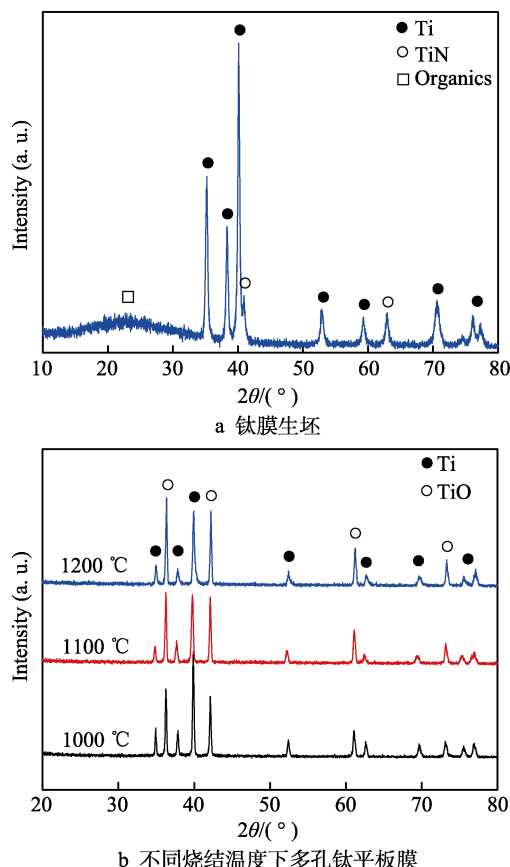 ● Ti
○ TiN
□ Organics
Intensity (a. u.)
10 20 30 40 50 60 70 80
2θ/( ° )
a 钛膜生坯
● Ti
○ TiO
1200 ℃
1100 ℃
1000 ℃
Intensity (a. u.)
20 30 40 50 60 70 80
2θ/( ° )
b 不同烧结温度下多孔钛平板膜